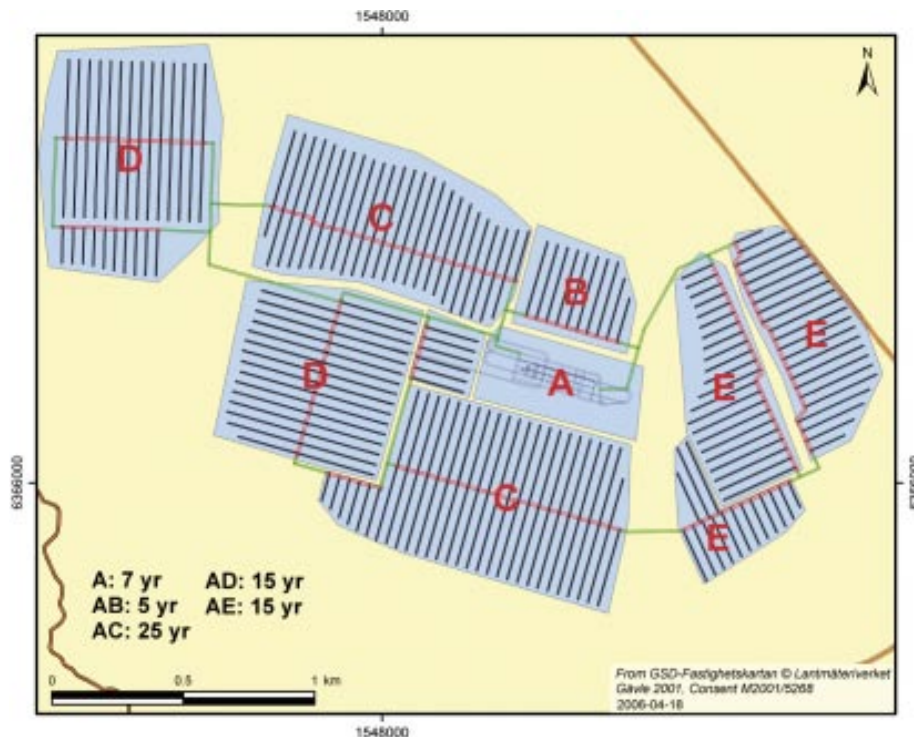 1548000
N
D
C
B
E
D
A
E
C
E
6366000
6366000
A: 7 yr AD: 15 yr
AB: 5 yr AE: 15 yr
AC: 25 yr
0 0.5 1 km
From GSD-Fastighetskartan © Lantmäteriverket
Gävle 2001, Consent M2001/5268
2006-04-18
1548000